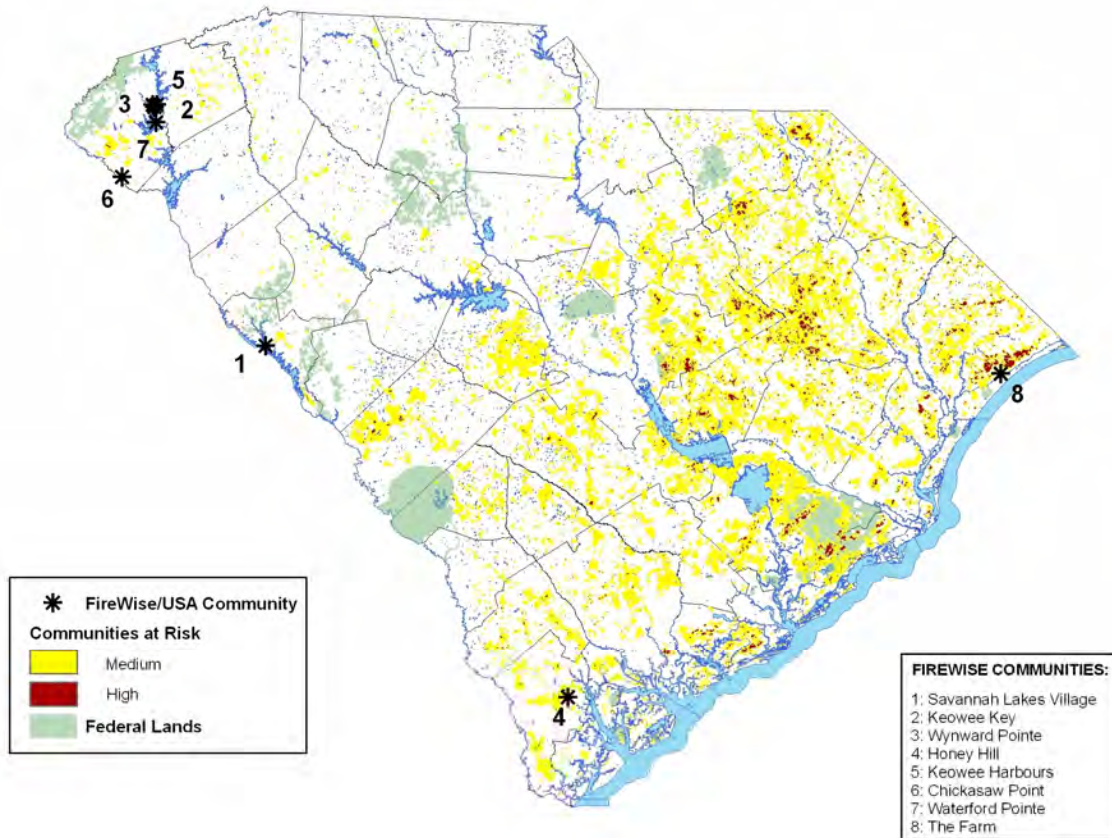 5
3
2
7
6
1
8
4
FireWise/USA Community
Communities at Risk
Medium
High
Federal Lands
FIREWISE COMMUNITIES:
1: Savannah Lakes Village
2: Keowee Key
3: Wynward Pointe
4: Honey Hill
5: Keowee Harbours
6: Chickasaw Point
7: Waterford Pointe
8: The Farm